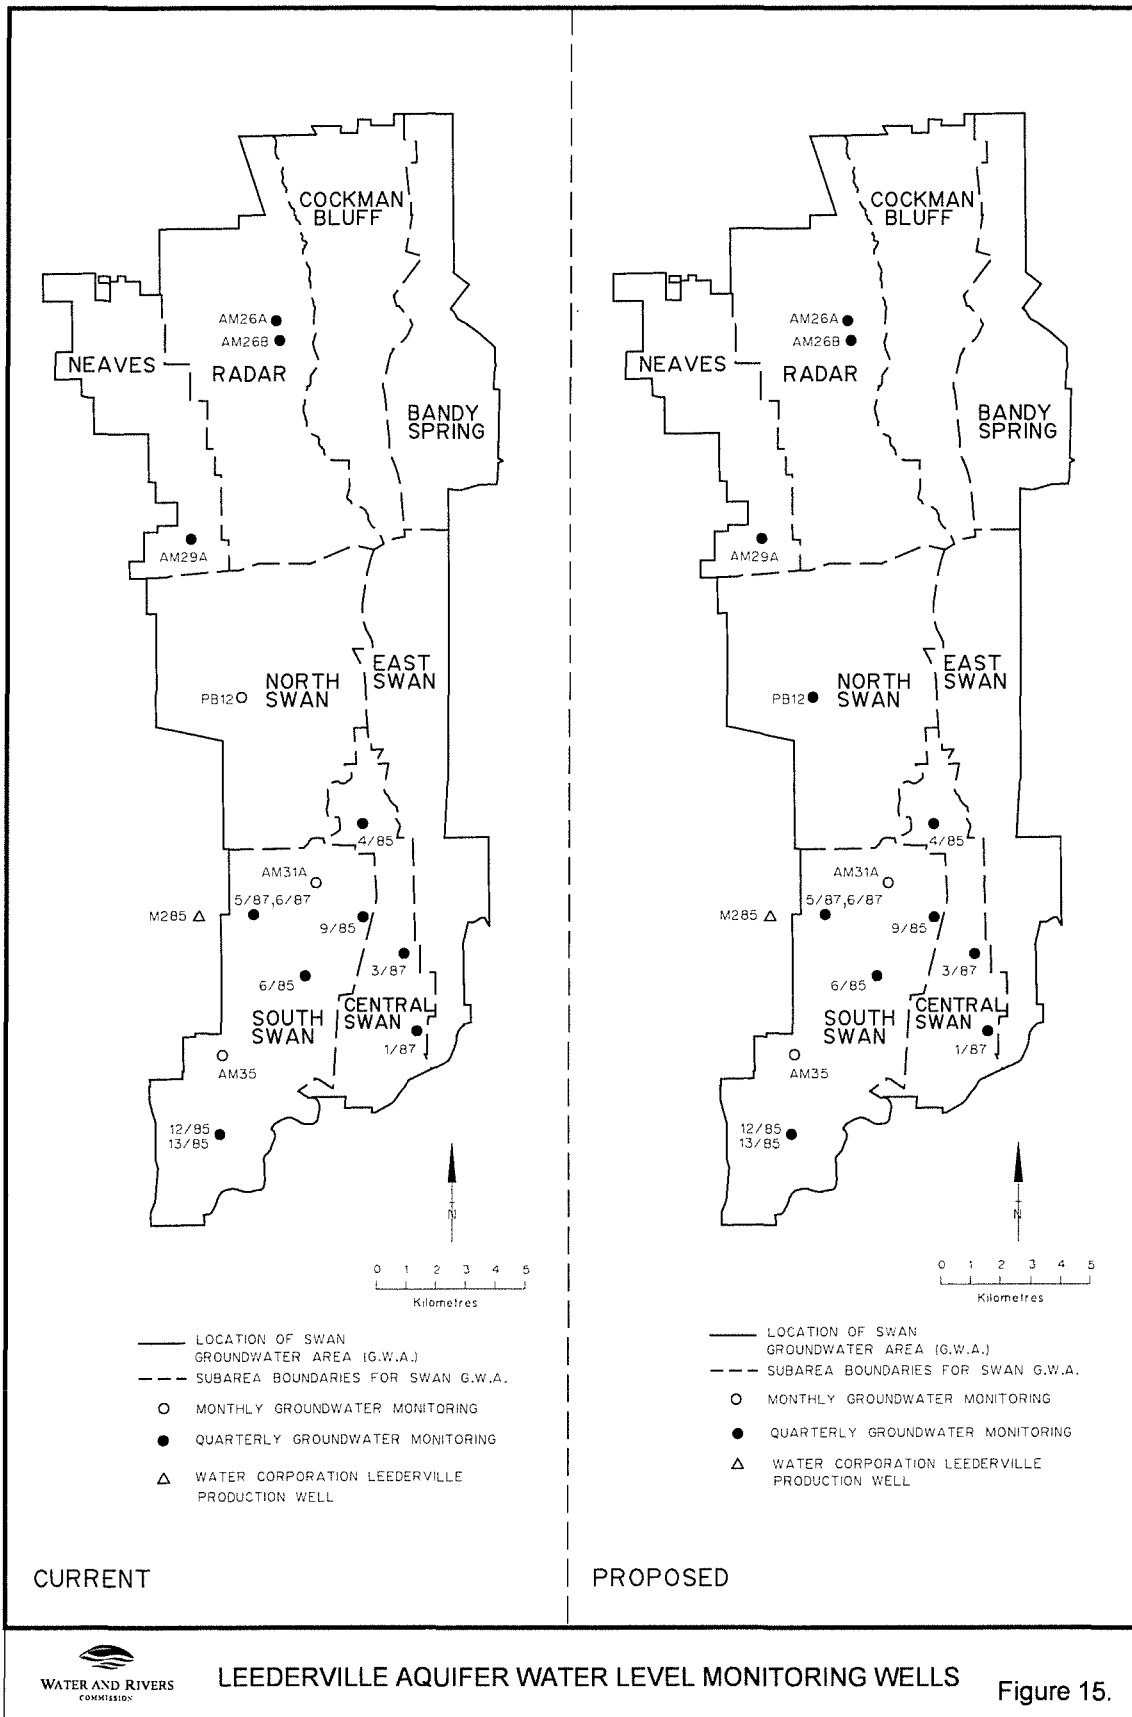 COCKMAN
BLUFF
AM26A
AM26B
NEAVES
RADAR
BANDY
SPRING
AM29A
EAST
SWAN
NORTH
SWAN
PB12
4/85
AM31A
5/87,6/87
M285
9/85
3/87
6/85
CENTRAL
SWAN
SOUTH
SWAN
1/87
AM35
12/85
13/85
N
0 1 2 3 4 5
Kilometres
LOCATION OF SWAN
GROUNDWATER AREA (G.W.A.)
SUBAREA BOUNDARIES FOR SWAN G.W.A.
MONTHLY GROUNDWATER MONITORING
QUARTERLY GROUNDWATER MONITORING
WATER CORPORATION LEEDERVILLE
PRODUCTION WELL
CURRENT
COCKMAN
BLUFF
AM26A
AM26B
NEAVES
RADAR
BANDY
SPRING
AM29A
EAST
SWAN
NORTH
SWAN
PB12
4/85
AM31A
5/87,6/87
M285
9/85
3/87
6/85
CENTRAL
SWAN
SOUTH
SWAN
1/87
AM35
12/85
13/85
N
0 1 2 3 4 5
Kilometres
LOCATION OF SWAN
GROUNDWATER AREA (G.W.A.)
SUBAREA BOUNDARIES FOR SWAN G.W.A.
MONTHLY GROUNDWATER MONITORING
QUARTERLY GROUNDWATER MONITORING
WATER CORPORATION LEEDERVILLE
PRODUCTION WELL
PROPOSED
WATER AND RIVERS
COMMISSION
LEEDERVILLE AQUIFER WATER LEVEL MONITORING WELLS
Figure 15.